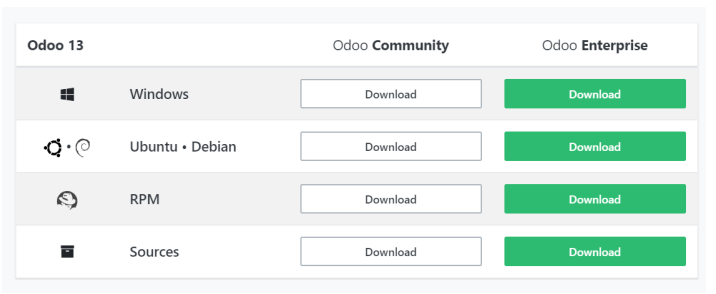 Odoo 13 Odoo Community Odoo Enterprise
Windows Download Download
Ubuntu • Debian Download Download
RPM Download Download
Sources Download Download